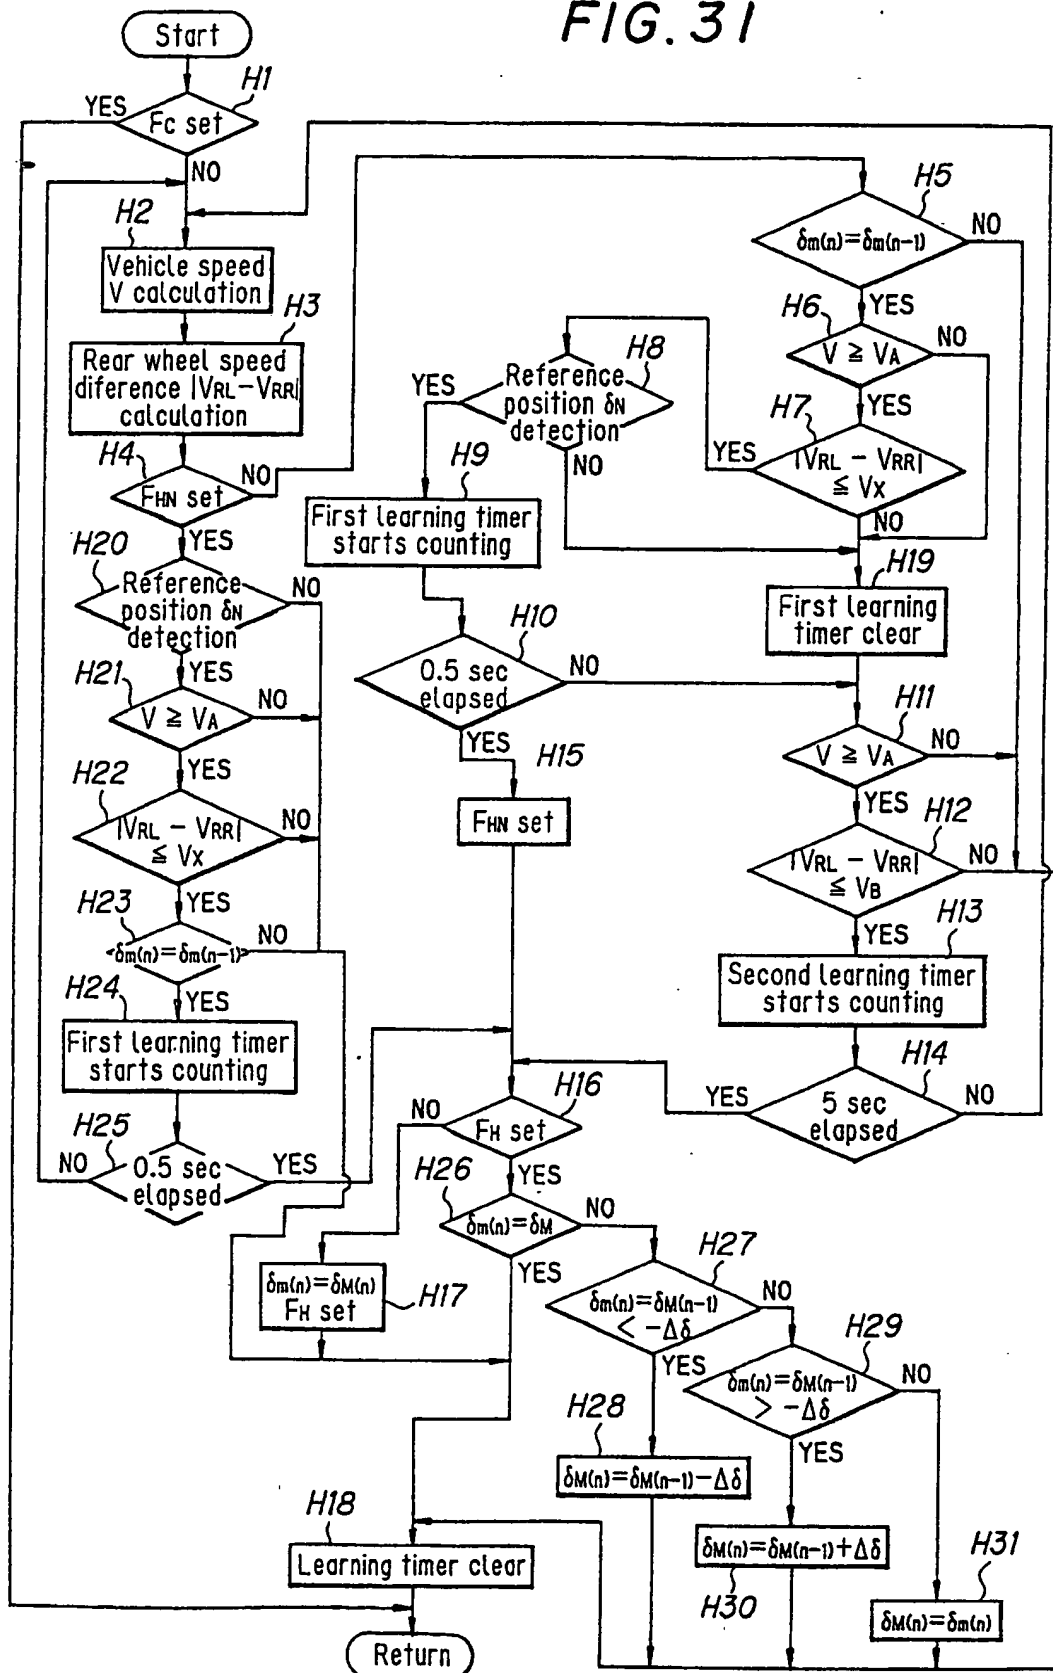 FIG. 31
Start
H1
YES
Fc set
NO
H2
Vehicle speed
V calculation
H3
Rear wheel speed
diference |VRL-VRR|
calculation
H4
NO
FHN set
YES
H20
Reference
position δN
detection
NO
YES
H21
V ≧ VA
NO
YES
H22
|VRL - VRR|
≦ Vx
NO
YES
H23
δm(n)=δm(n-1)
NO
YES
H24
First learning timer
starts counting
H25
NO
0.5 sec
elapsed
YES
H5
δm(n)=δm(n-1)
NO
YES
H6
V ≧ VA
NO
YES
H7
|VRL - VRR|
≦ Vx
YES
NO
H8
Reference
position δN
detection
YES
NO
H9
First learning timer
starts counting
H10
0.5 sec
elapsed
NO
YES
H15
FHN set
H19
First learning
timer clear
H11
V ≧ VA
NO
YES
H12
|VRL - VRR|
≦ VB
NO
YES
H13
Second learning timer
starts counting
H14
YES
5 sec
elapsed
NO
H16
NO
FH set
YES
H26
δm(n)=δM
NO
YES
δm(n)=δM(n)
FH set
H17
H27
δm(n)=δM(n-1)
< -Δδ
NO
YES
H28
δM(n)=δM(n-1)-Δδ
H29
δm(n)=δM(n-1)
> -Δδ
NO
YES
δM(n)=δM(n-1)+Δδ
H30
H31
δM(n)=δm(n)
H18
Learning timer clear
Return